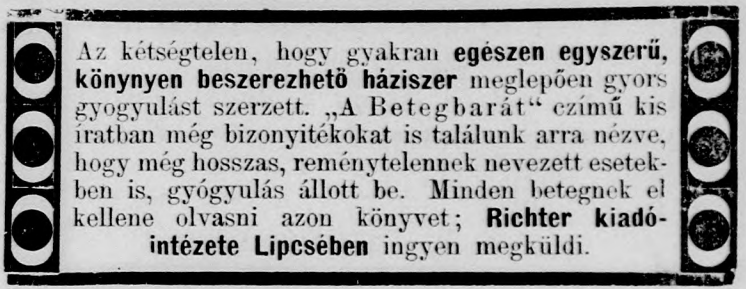 Az kétségtelen, hogy gyakran egészen egyszerű,
könynyen beszerezhető háziszer meglepően gyors
gyogyulást szerzett. „A Betegbarát“ czímű kis
íratban még bizonyitékokat is találunk arra nézve,
hogy még hosszas, reménytelennek nevezett esetek-
ben is, gyógyulás állott be. Minden betegnek el
kellene olvasni azon könyvet; Richter kiadó-
intézete Lipcsében ingyen megküldi.